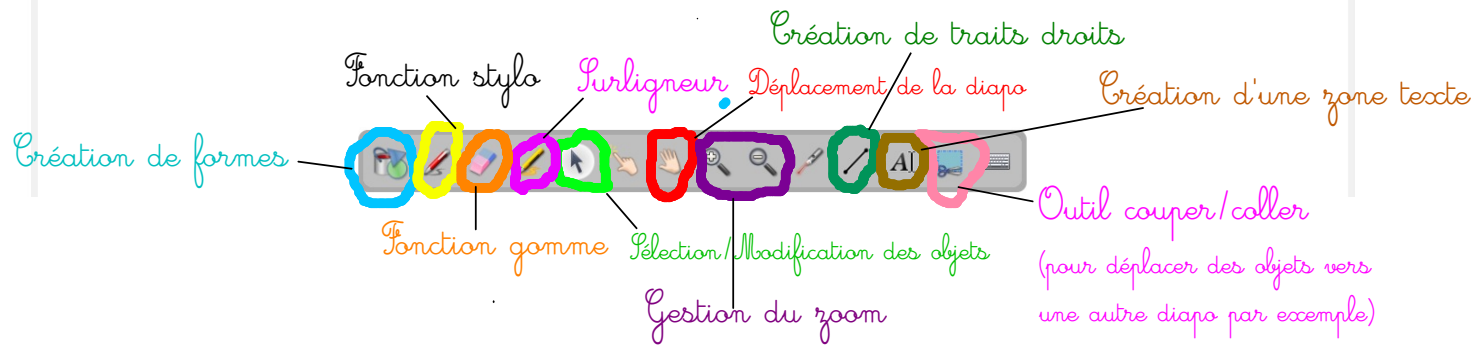 Création de traits droits
Fonction stylo
Surligneur
Déplacement de la diapo
Création d'une zone texte
Création de formes
AI
Outil couper/coller
Fonction gomme
Sélection/Modification des objets
(pour déplacer des objets vers
une autre diapo par exemple)
Gestion du zoom